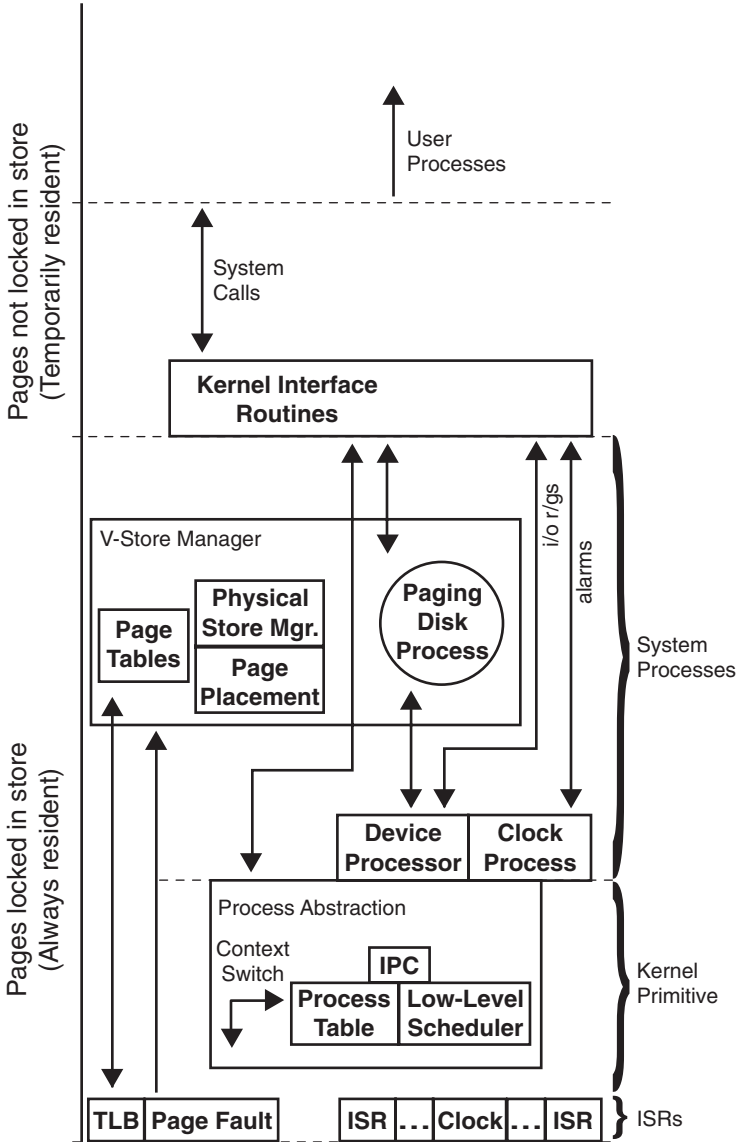 Pages not locked in store
(Temporarily resident)
User
Processes
System
Calls
Kernel Interface
Routines
i/o r/gs
alarms
V-Store Manager
Physical
Store Mgr.
Page
Tables
Page
Placement
Paging
Disk
Process
System
Processes
Pages locked in store
(Always resident)
Device
Processor
Clock
Process
Process Abstraction
Context
Switch
IPC
Process
Table
Low-Level
Scheduler
Kernel
Primitive
TLB
Page Fault
ISR
...
Clock
...
ISR
ISRs